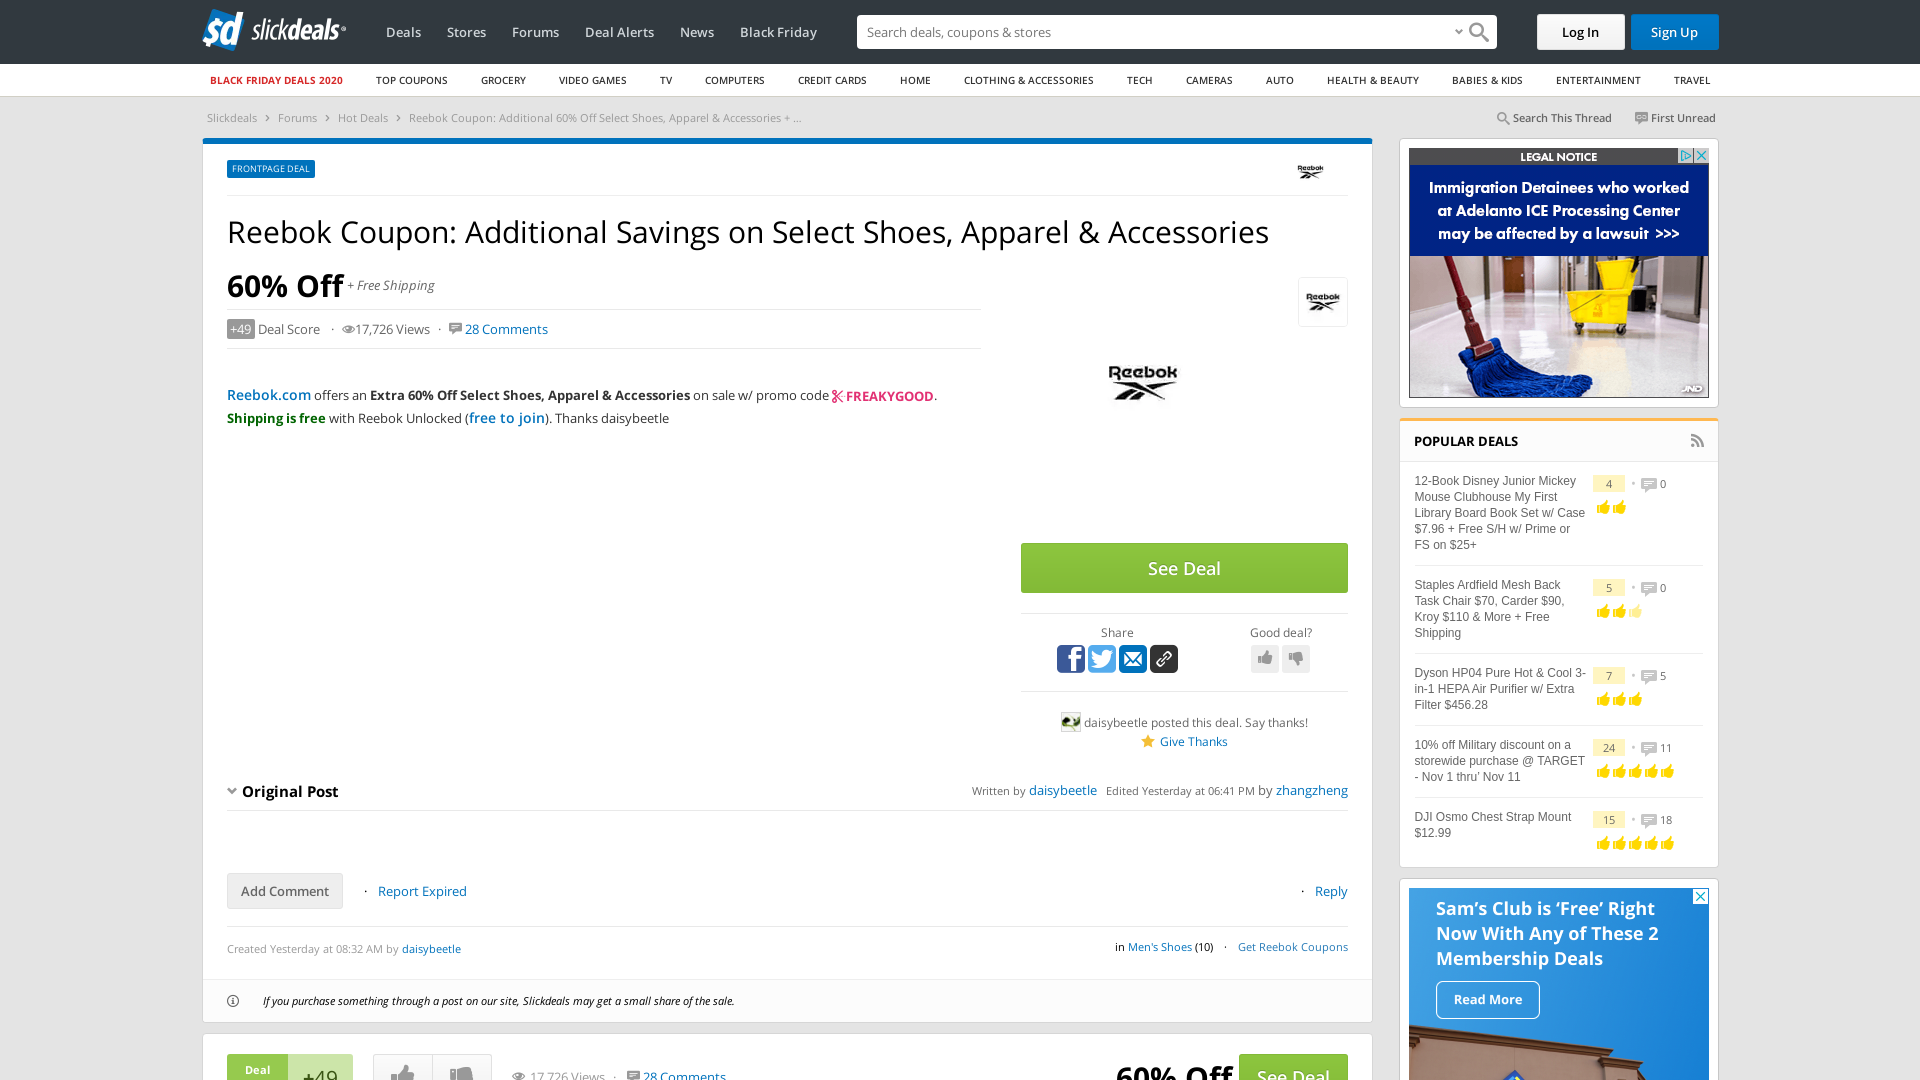 slickdeals
Deals
Stores
Forums
Deal Alerts
News
Black Friday
Search deals, coupons & stores
Log In
Sign Up
BLACK FRIDAY DEALS 2020
TOP COUPONS
GROCERY
VIDEO GAMES
TV
COMPUTERS
CREDIT CARDS
HOME
CLOTHING & ACCESSORIES
TECH
CAMERAS
AUTO
HEALTH & BEAUTY
BABIES & KIDS
ENTERTAINMENT
TRAVEL
Slickdeals › Forums › Hot Deals › Reebok Coupon: Additional 60% Off Select Shoes, Apparel & Accessories + ...
Search This Thread
First Unread
FRONTPAGE DEAL
Reebok
Reebok Coupon: Additional Savings on Select Shoes, Apparel & Accessories
60% Off + Free Shipping
+49 Deal Score · 17,726 Views · 28 Comments
Reebok
Reebok
Reebok.com offers an Extra 60% Off Select Shoes, Apparel & Accessories on sale w/ promo code FREAKYGOOD.
Shipping is free with Reebok Unlocked (free to join). Thanks daisybeetle
See Deal
Share
Good deal?
daisybeetle posted this deal. Say thanks!
Give Thanks
Original Post
Written by daisybeetle Edited Yesterday at 06:41 PM by zhangzheng
Add Comment
· Report Expired
· Reply
Created Yesterday at 08:32 AM by daisybeetle
in Men's Shoes (10) · Get Reebok Coupons
If you purchase something through a post on our site, Slickdeals may get a small share of the sale.
Deal
+49
17,726 Views · 28 Comments
60% Off
See Deal
LEGAL NOTICE
Immigration Detainees who worked
at Adelanto ICE Processing Center
may be affected by a lawsuit >>>
JND
POPULAR DEALS
12-Book Disney Junior Mickey
Mouse Clubhouse My First
Library Board Book Set w/ Case
$7.96 + Free S/H w/ Prime or
FS on $25+
4 • 0
Staples Ardfield Mesh Back
Task Chair $70, Carder $90,
Kroy $110 & More + Free
Shipping
5 • 0
Dyson HP04 Pure Hot & Cool 3-
in-1 HEPA Air Purifier w/ Extra
Filter $456.28
7 • 5
10% off Military discount on a
storewide purchase @ TARGET
- Nov 1 thru' Nov 11
24 • 11
DJI Osmo Chest Strap Mount
$12.99
15 • 18
Sam's Club is 'Free' Right
Now With Any of These 2
Membership Deals
Read More